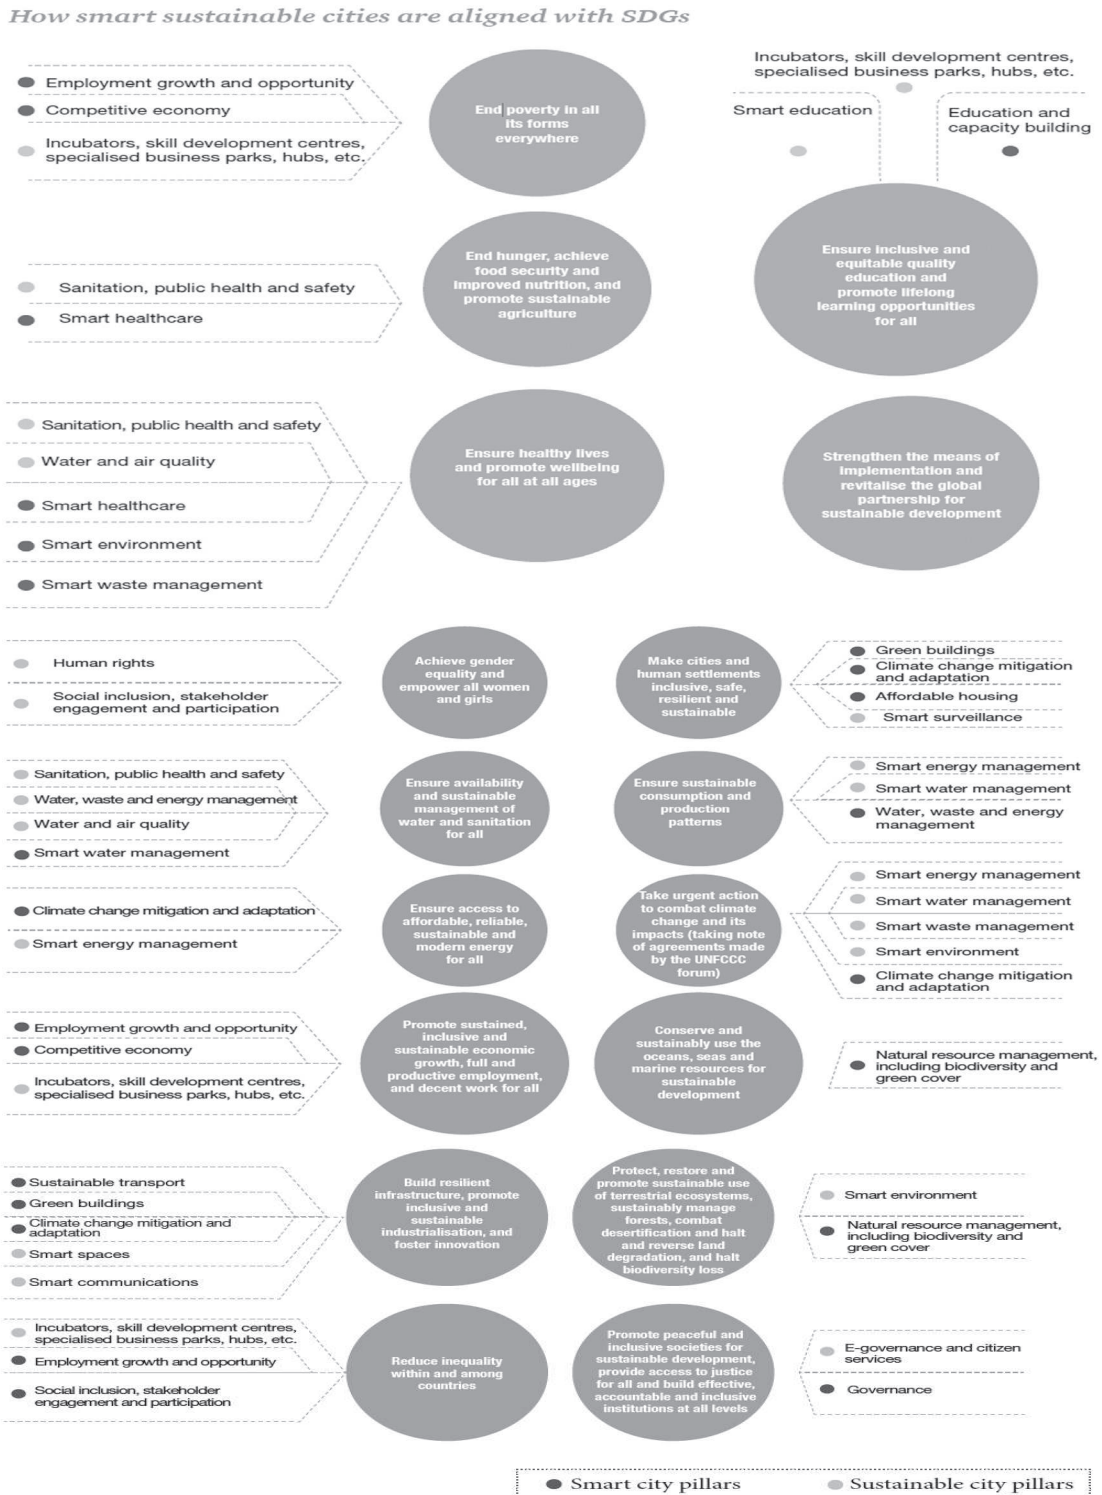 How smart sustainable cities are aligned with SDGs
Employment growth and opportunity
Competitive economy
Incubators, skill development centres,
specialised business parks, hubs, etc.
End poverty in all
its forms
everywhere
Incubators, skill development centres,
specialised business parks, hubs, etc.
Smart education
Education and
capacity building
Sanitation, public health and safety
Smart healthcare
End hunger, achieve
food security and
improved nutrition, and
promote sustainable
agriculture
Ensure inclusive and
equitable quality
education and
promote lifelong
learning opportunities
for all
Sanitation, public health and safety
Water and air quality
Smart healthcare
Smart environment
Smart waste management
Ensure healthy lives
and promote wellbeing
for all at all ages
Strengthen the means of
implementation and
revitalise the global
partnership for
sustainable development
Human rights
Social inclusion, stakeholder
engagement and participation
Achieve gender
equality and
empower all women
and girls
Make cities and
human settlements
inclusive, safe,
resilient and
sustainable
Green buildings
Climate change mitigation
and adaptation
Affordable housing
Smart surveillance
Sanitation, public health and safety
Water, waste and energy management
Water and air quality
Smart water management
Ensure availability
and sustainable
management of
water and sanitation
for all
Ensure sustainable
consumption and
production
patterns
Smart energy management
Smart water management
Water, waste and energy
management
Climate change mitigation and adaptation
Smart energy management
Ensure access to
affordable, reliable,
sustainable and
modern energy
for all
Take urgent action
to combat climate
change and its
impacts (taking note
of agreements made
by the UNFCCC
forum)
Smart energy management
Smart water management
Smart waste management
Smart environment
Climate change mitigation
and adaptation
Employment growth and opportunity
Competitive economy
Incubators, skill development centres,
specialised business parks, hubs, etc.
Promote sustained,
inclusive and
sustainable economic
growth, full and
productive employment,
and decent work for all
Conserve and
sustainably use the
oceans, seas and
marine resources for
sustainable
development
Natural resource management,
including biodiversity and
green cover
Sustainable transport
Green buildings
Climate change mitigation and
adaptation
Smart spaces
Smart communications
Build resilient
infrastructure, promote
inclusive and
sustainable
industrialisation, and
foster innovation
Protect, restore and
promote sustainable use
of terrestrial ecosystems,
sustainably manage
forests, combat
desertification and halt
and reverse land
degradation, and halt
biodiversity loss
Smart environment
Natural resource management,
including biodiversity and
green cover
Incubators, skill development centres,
specialised business parks, hubs, etc.
Employment growth and opportunity
Social inclusion, stakeholder
engagement and participation
Reduce inequality
within and among
countries
Promote peaceful and
inclusive societies for
sustainable development,
provide access to justice
for all and build effective,
accountable and inclusive
institutions at all levels
E-governance and citizen
services
Governance
Smart city pillars
Sustainable city pillars